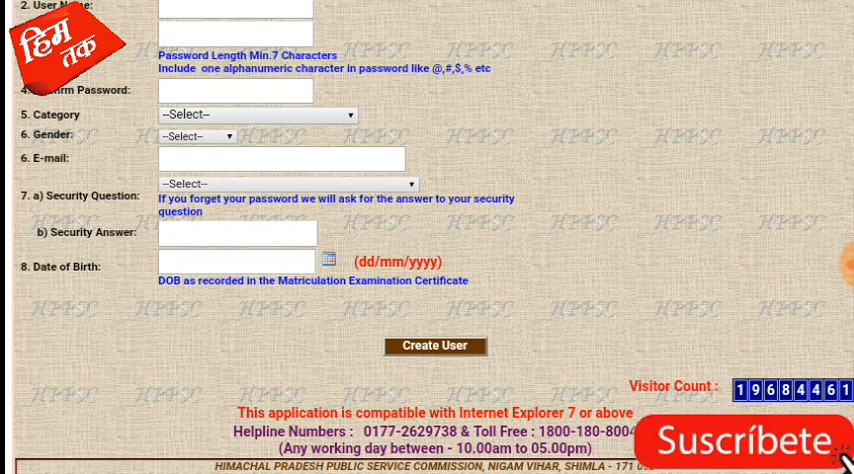 2. User Name:
हिम
तक
Password Length Min.7 Characters
Include one alphanumeric character in password like @,#,$,% etc
Password:
5. Category --Select--
6. Gender: --Select--
6. E-mail:
--Select--
7. a) Security Question:
If you forget your password we will ask for the answer to your security
question
b) Security Answer:
8. Date of Birth: (dd/mm/yyyy)
DOB as recorded in the Matriculation Examination Certificate
HPPSC
Create User
Visitor Count : 19684461
This application is compatible with Internet Explorer 7 or above
Helpline Numbers : 0177-2629738 & Toll Free : 1800-180-8004
(Any working day between - 10.00am to 05.00pm)
Suscríbete
HIMACHAL PRADESH PUBLIC SERVICE COMMISSION, NIGAM VIHAR, SHIMLA - 171